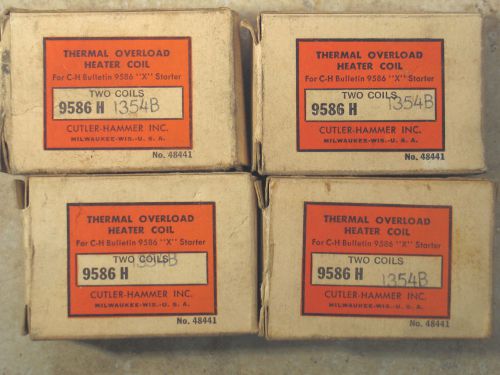 THERMAL OVERLOAD
HEATER COIL
For C-H Bulletin 9586 "X" Starter
TWO COILS
9586 H 1354B
CUTLER-HAMMER INC.
MILWAUKEE-WIS.-U. S. A.
No. 48441
THERMAL OVERLOAD
HEATER COIL
For C-H Bulletin 9586 "X" Starter
TWO COILS
9586 H 1354B
CUTLER-HAMMER INC.
MILWAUKEE-WIS.-U. S. A.
No. 48441
THERMAL OVERLOAD
HEATER COIL
For C-H Bulletin 9586 "X" Starter
TWO COILS
9586 H 1354B
CUTLER-HAMMER INC.
MILWAUKEE-WIS.-U. S. A.
No. 48441
THERMAL OVERLOAD
HEATER COIL
For C-H Bulletin 9586 "X" Starter
TWO COILS
9586 H 1354B
CUTLER-HAMMER INC.
MILWAUKEE-WIS.-U. S. A.
No. 48441